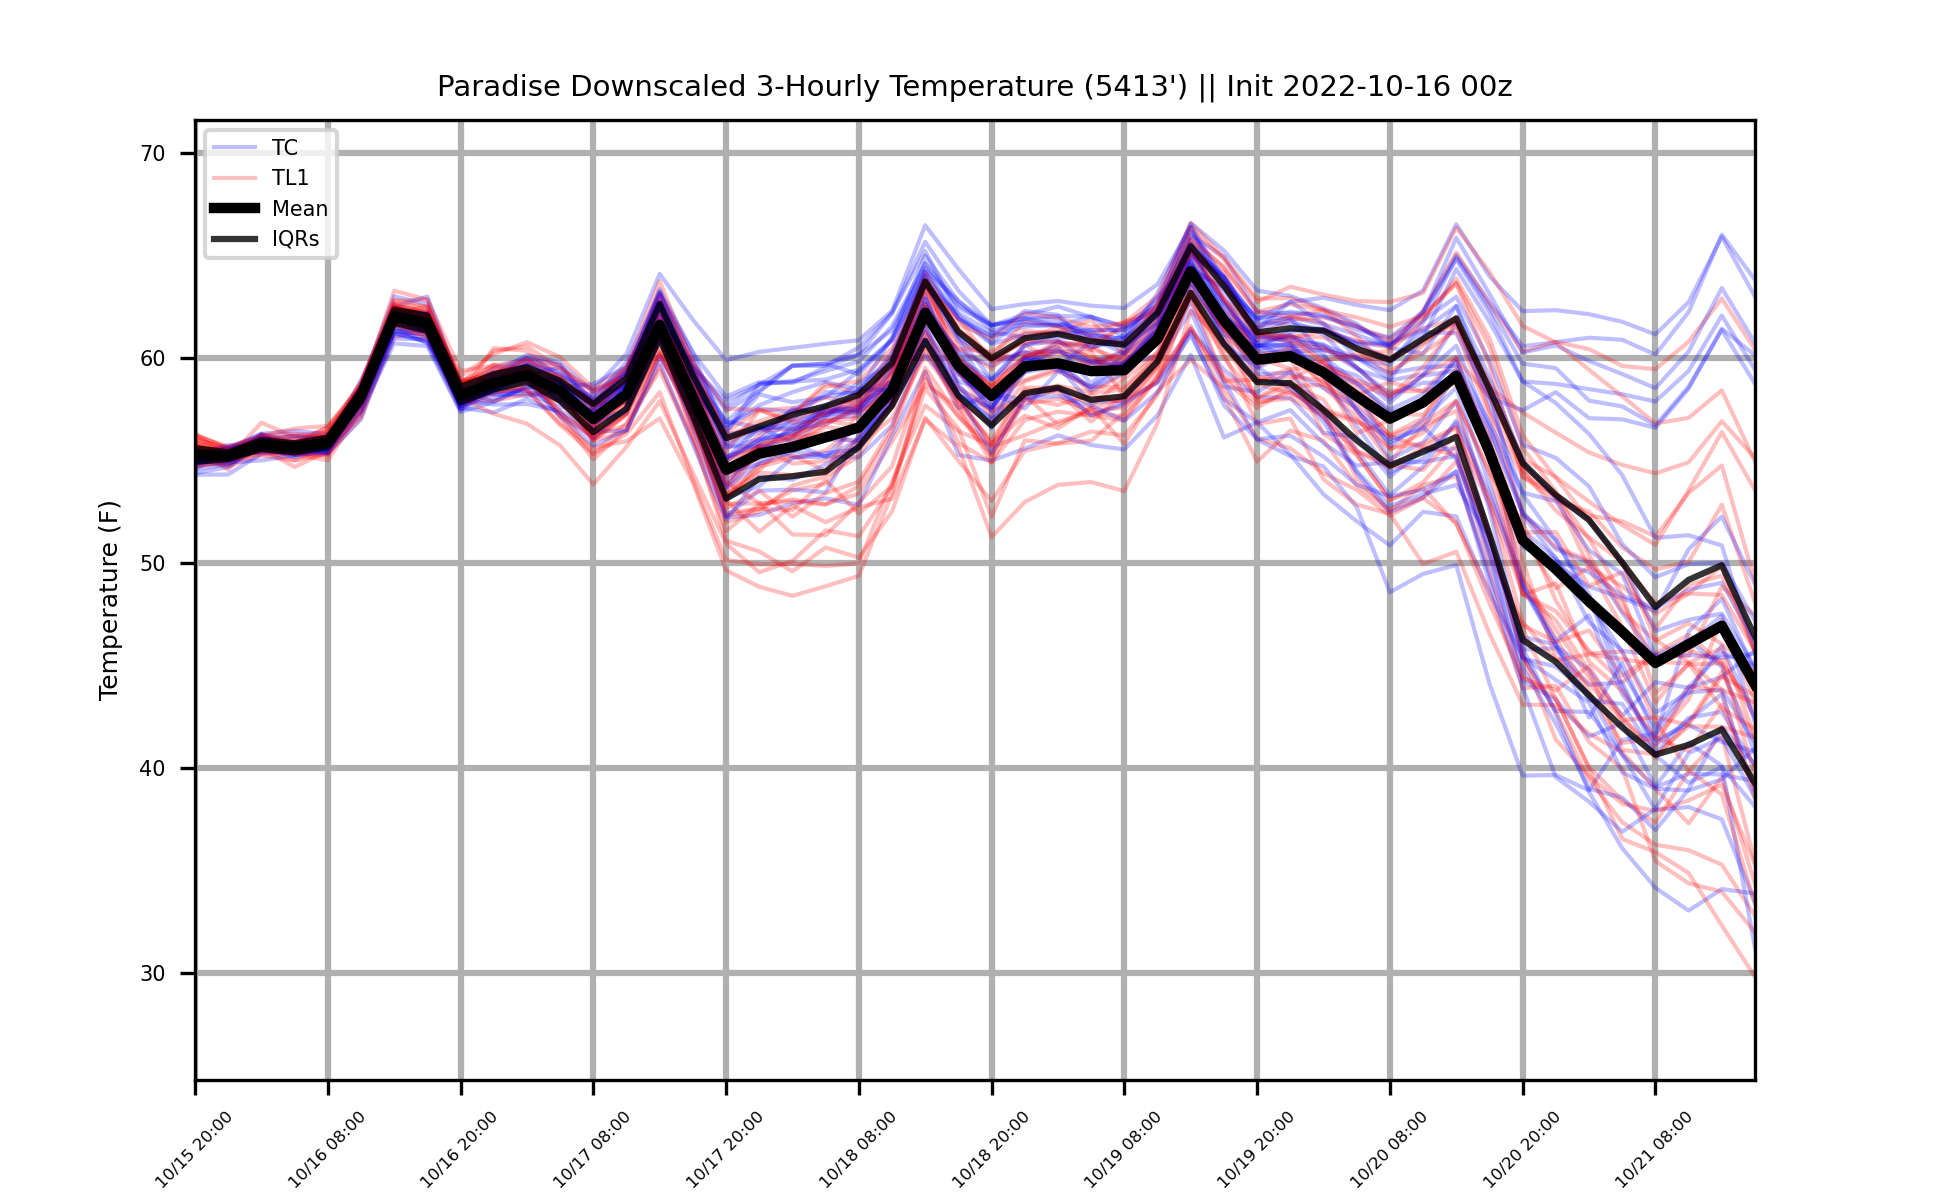 Paradise Downscaled 3-Hourly Temperature (5413') || Init 2022-10-16 00z
TC
TL1
Mean
IQRs
Temperature (F)
70
60
50
40
30
10/15 20:00
10/16 08:00
10/16 20:00
10/17 08:00
10/17 20:00
10/18 08:00
10/18 20:00
10/19 08:00
10/19 20:00
10/20 08:00
10/20 20:00
10/21 08:00